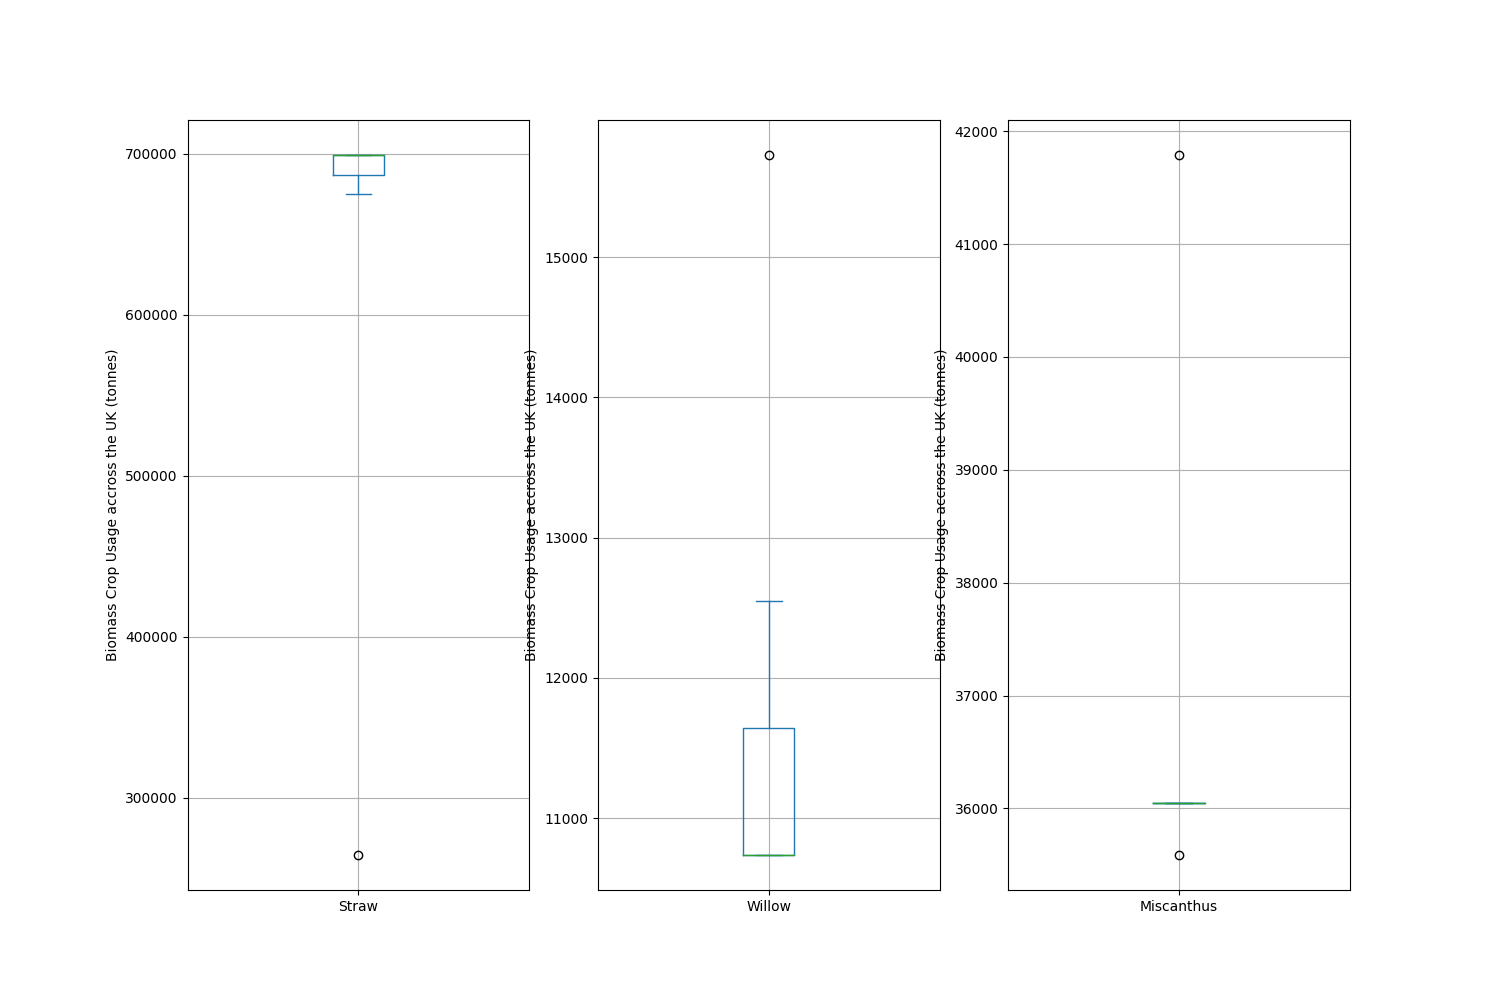 Biomass Crop Usage accross the UK (tonnes)
700000
600000
500000
400000
300000
Straw
Biomass Crop Usage accross the UK (tonnes)
15000
14000
13000
12000
11000
Willow
Biomass Crop Usage accross the UK (tonnes)
42000
41000
40000
39000
38000
37000
36000
Miscanthus